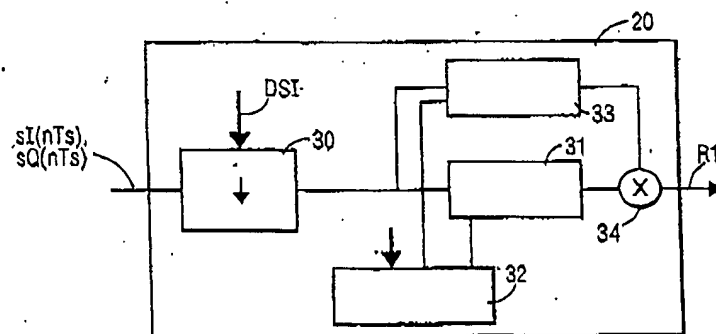 20
DSI
33
sI(nTs),
sQ(nTs)
30
31
X
R1
34
32